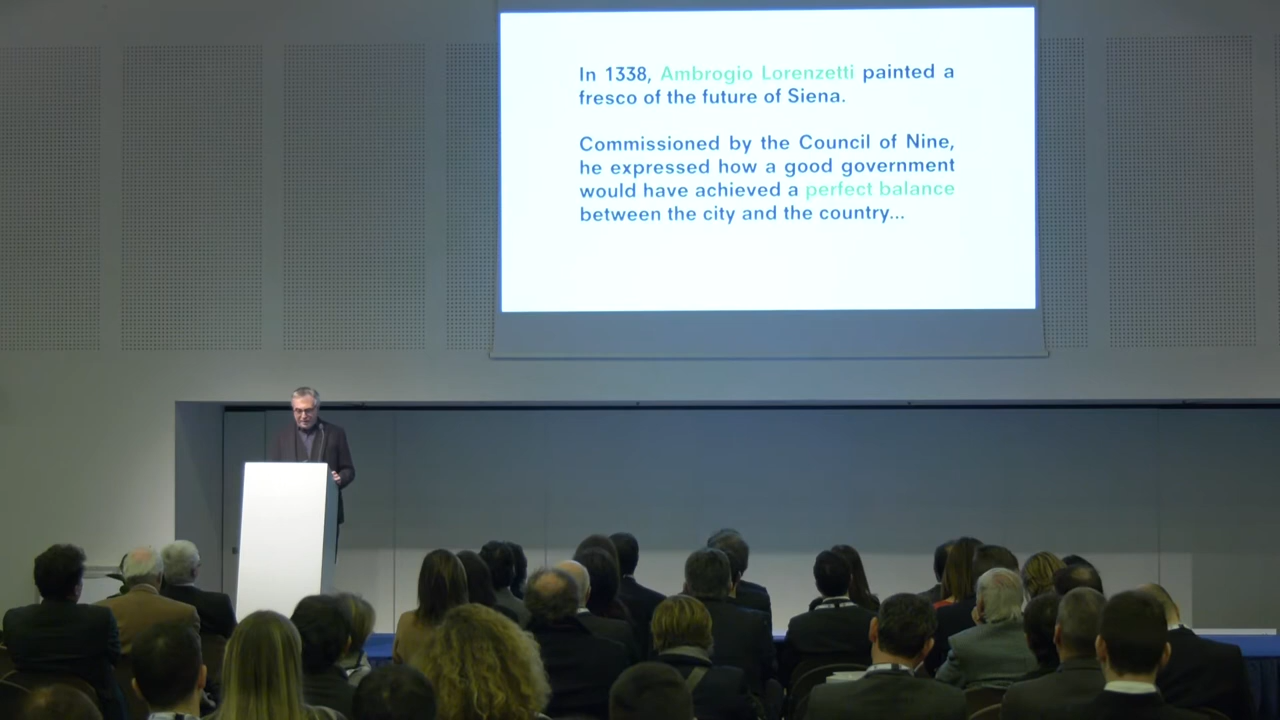 In 1338, Ambrogio Lorenzetti painted a
fresco of the future of Siena.
Commissioned by the Council of Nine,
he expressed how a good government
would have achieved a perfect balance
between the city and the country...